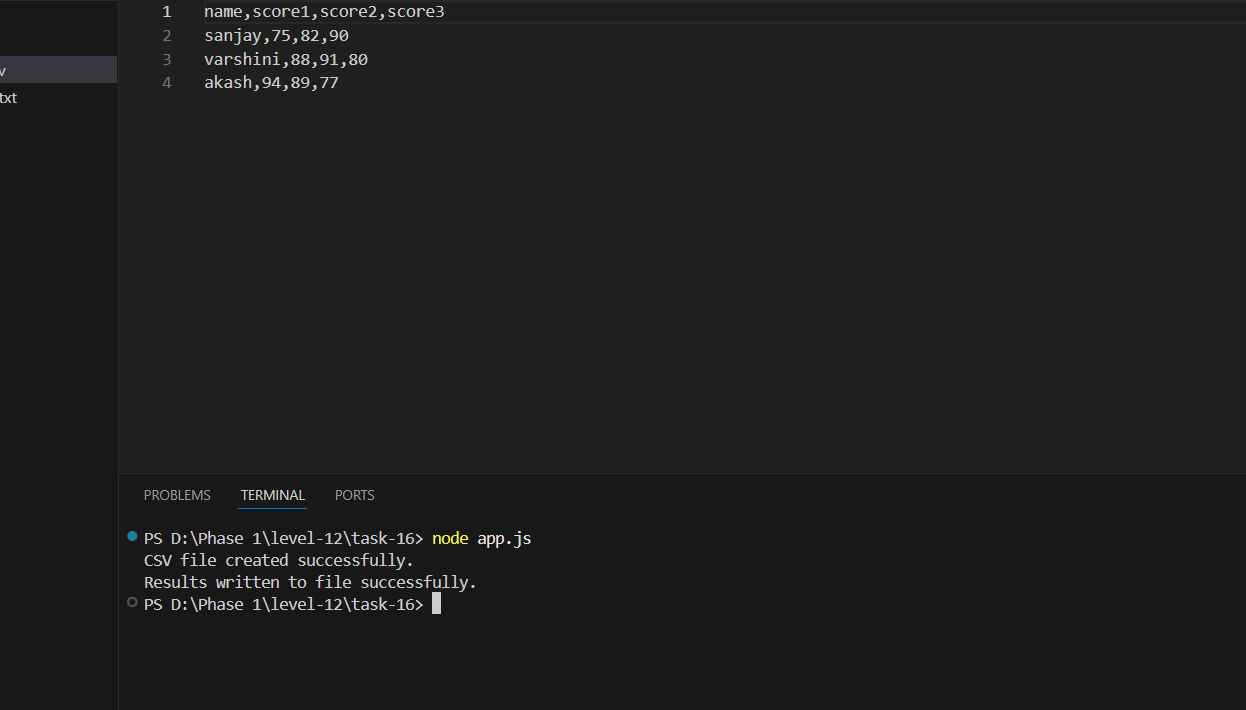 v
txt
1 name,score1,score2,score3
2 sanjay,75,82,90
3 varshini,88,91,80
4 akash,94,89,77
PROBLEMS TERMINAL PORTS
PS D:\Phase 1\level-12\task-16> node app.js
CSV file created successfully.
Results written to file successfully.
PS D:\Phase 1\level-12\task-16>